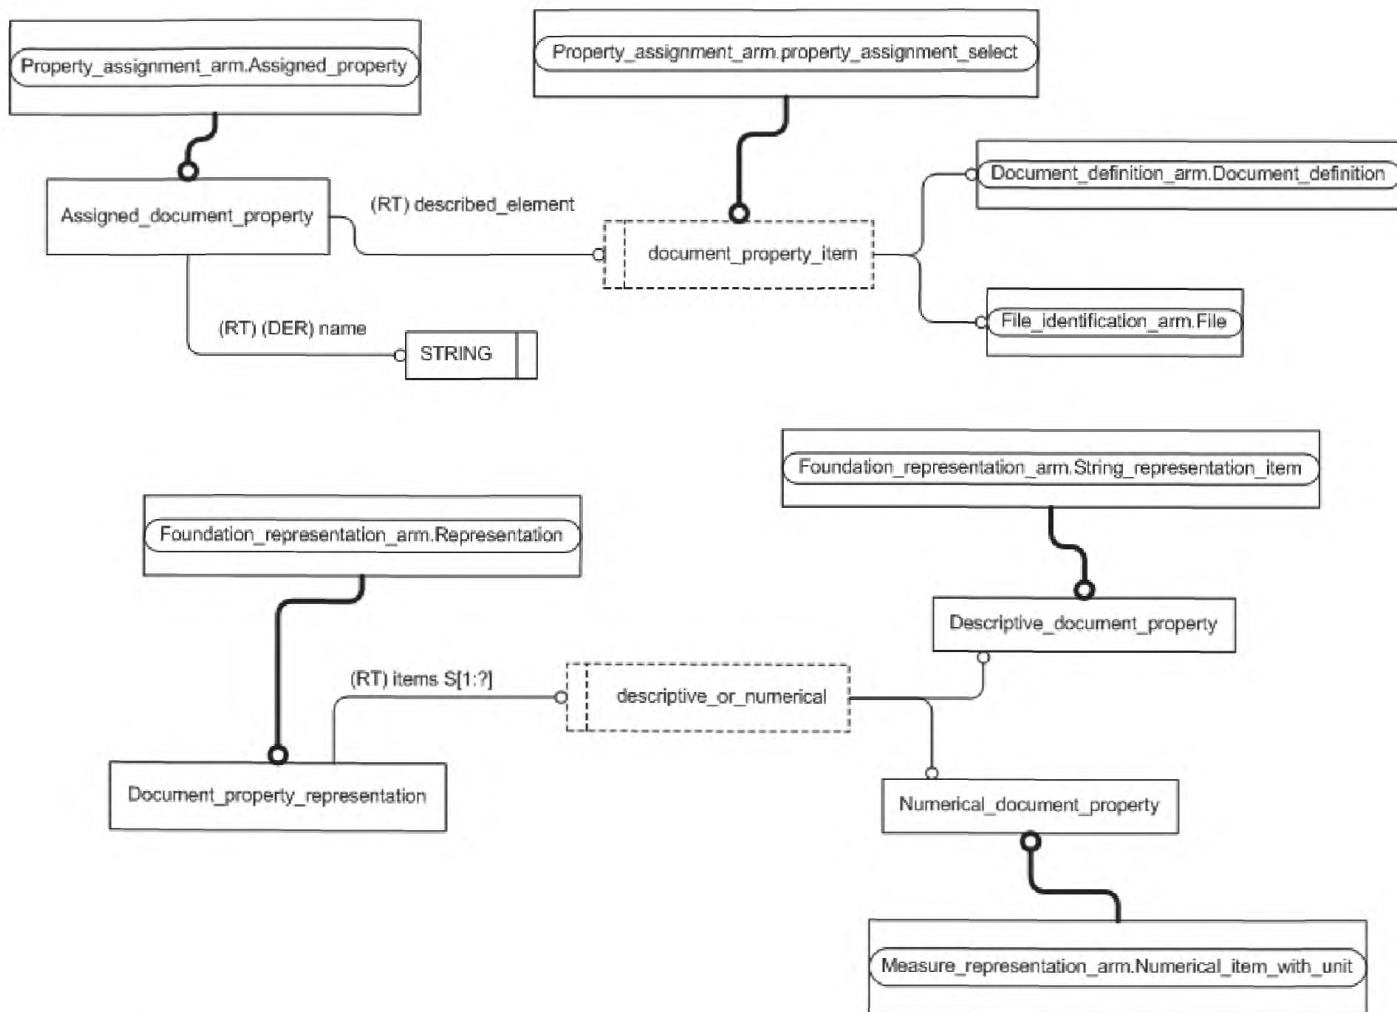 Property_assignment_arm.Assigned_property
Property_assignment_arm.property_assignment_select
Document_definition_arm.Document_definition
Assigned_document_property
(RT) described_element
document_property_item
File_identification_arm.File
(RT) (DER) name
STRING
Foundation_representation_arm.String_representation_item
Foundation_representation_arm.Representation
Descriptive_document_property
(RT) items S[1:?]
descriptive_or_numerical
Document_property_representation
Numerical_document_property
Measure_representation_arm.Numerical_item_with_unit